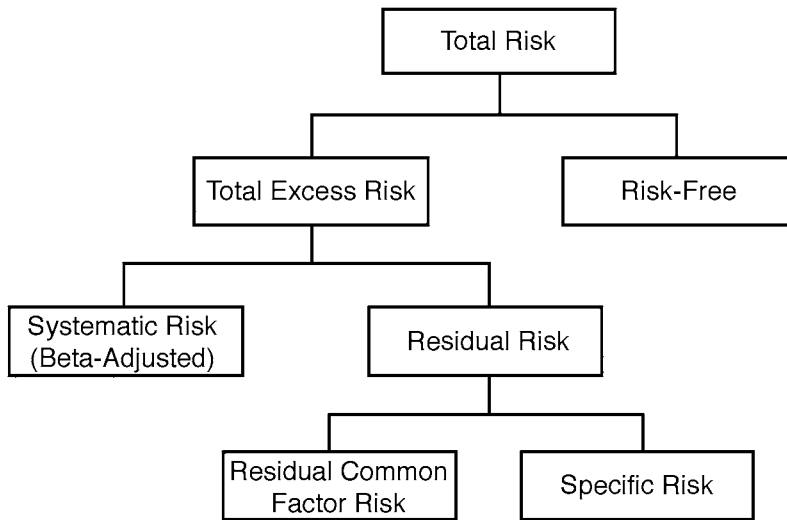 Total Risk
Total Excess Risk
Risk-Free
Systematic Risk
(Beta-Adjusted)
Residual Risk
Residual Common
Factor Risk
Specific Risk